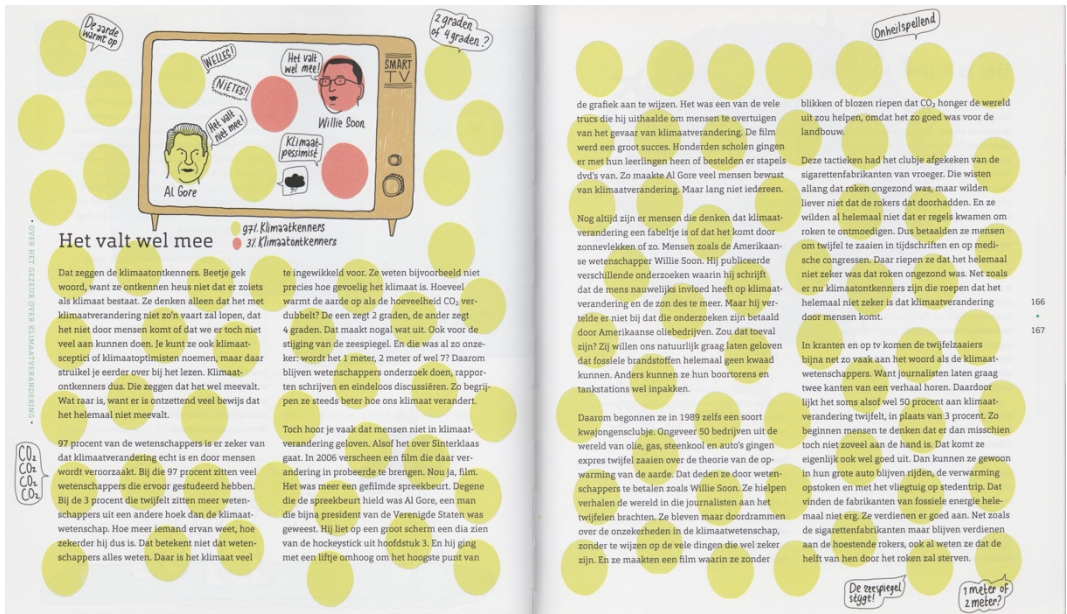 De aarde
warmt op
2 graden
of 4 graden?
WELLES!
NIETES!
Het valt
wel mee!
SMART
TV
Willie Soon
Het valt
niet mee!
Klimaat-
pessimist
Al Gore
97% Klimaatkenners
3% Klimaatontkenners
Het valt wel mee
• OVER HET GEZEUR OVER KLIMAATVERANDERING •
Dat zeggen de klimaatontkenners. Beetje gek
woord, want ze ontkennen heus niet dat er zoiets
als klimaat bestaat. Ze denken alleen dat het met
klimaatverandering niet zo'n vaart zal lopen, dat
het niet door mensen komt of dat we er toch niet
veel aan kunnen doen. Je kunt ze ook klimaat-
sceptici of klimaatoptimisten noemen, maar daar
struikel je eerder over bij het lezen. Klimaat-
ontkenners dus. Die zeggen dat het wel meevalt.
Wat raar is, want er is ontzettend veel bewijs dat
het helemaal niet meevalt.
97 procent van de wetenschappers is er zeker van
dat klimaatverandering echt is en door mensen
wordt veroorzaakt. Bij die 97 procent zitten veel
wetenschappers die ervoor gestudeerd hebben.
Bij de 3 procent die twijfelt zitten meer weten-
schappers uit een andere hoek dan de klimaat-
wetenschap. Hoe meer iemand ervan weet, hoe
zekerder hij dus is. Dat betekent niet dat weten-
schappers alles weten. Daar is het klimaat veel
CO₂
CO₂
CO₂
CO₂
te ingewikkeld voor. Ze weten bijvoorbeeld niet
precies hoe gevoelig het klimaat is. Hoeveel
warmt de aarde op als de hoeveelheid CO₂ ver-
dubbelt? De een zegt 2 graden, de ander zegt
4 graden. Dat maakt nogal wat uit. Ook voor de
stijging van de zeespiegel. En die was al zo onze-
ker: wordt het 1 meter, 2 meter of wel 7? Daarom
blijven wetenschappers onderzoek doen, rappor-
ten schrijven en eindeloos discussiëren. Zo begrij-
pen ze steeds beter hoe ons klimaat verandert.
Toch hoor je vaak dat mensen niet in klimaat-
verandering geloven. Alsof het over Sinterklaas
gaat. In 2006 verscheen een film die daar ver-
andering in probeerde te brengen. Nou ja, film.
Het was meer een gefilmde spreekbeurt. Degene
die de spreekbeurt hield was Al Gore, een man
die bijna president van de Verenigde Staten was
geweest. Hij liet op een groot scherm een dia zien
van de hockeystick uit hoofdstuk 3. En hij ging
met een liftje omhoog om het hoogste punt van
Onheilspellend
de grafiek aan te wijzen. Het was een van de vele
trucs die hij uithaalde om mensen te overtuigen
van het gevaar van klimaatverandering. De film
werd een groot succes. Honderden scholen gingen
er met hun leerlingen heen of bestelden er stapels
dvd's van. Zo maakte Al Gore veel mensen bewust
van klimaatverandering. Maar lang niet iedereen.
Nog altijd zijn er mensen die denken dat klimaat-
verandering een fabeltje is of dat het komt door
zonnevlekken of zo. Mensen zoals de Amerikaan-
se wetenschapper Willie Soon. Hij publiceerde
verschillende onderzoeken waarin hij schrijft
dat de mens nauwelijks invloed heeft op klimaat-
verandering en de zon des te meer. Maar hij ver-
telde er niet bij dat die onderzoeken zijn betaald
door Amerikaanse oliebedrijven. Zou dat toeval
zijn? Zij willen ons natuurlijk graag laten geloven
dat fossiele brandstoffen helemaal geen kwaad
kunnen. Anders kunnen ze hun boortorens en
tankstations wel inpakken.
Daarom begonnen ze in 1989 zelfs een soort
kwajongensclubje. Ongeveer 50 bedrijven uit de
wereld van olie, gas, steenkool en auto's gingen
expres twijfel zaaien over de theorie van de op-
warming van de aarde. Dat deden ze door weten-
schappers te betalen zoals Willie Soon. Ze hielpen
verhalen de wereld in die journalisten aan het
twijfelen brachten. Ze bleven maar doordrammen
over de onzekerheden in de klimaatwetenschap,
zonder te wijzen op de vele dingen die wel zeker
zijn. En ze maakten een film waarin ze zonder
blikken of blozen riepen dat CO₂ honger de wereld
uit zou helpen, omdat het zo goed was voor de
landbouw.
Deze tactieken had het clubje afgekeken van de
sigarettenfabrikanten van vroeger. Die wisten
allang dat roken ongezond was, maar wilden
liever niet dat de rokers dat doorhadden. En ze
wilden al helemaal niet dat er regels kwamen om
roken te ontmoedigen. Dus betaalden ze mensen
om twijfel te zaaien in tijdschriften en op medi-
sche congressen. Daar riepen ze dat het helemaal
niet zeker was dat roken ongezond was. Net zoals
er nu klimaatontkenners zijn die roepen dat het
helemaal niet zeker is dat klimaatverandering
door mensen komt.
In kranten en op tv komen de twijfelzaaiers
bijna net zo vaak aan het woord als de klimaat-
wetenschappers. Want journalisten laten graag
twee kanten van een verhaal horen. Daardoor
lijkt het soms alsof wel 50 procent aan klimaat-
verandering twijfelt, in plaats van 3 procent. Zo
beginnen mensen te denken dat er dan misschien
toch niet zoveel aan de hand is. Dat komt ze
eigenlijk ook wel goed uit. Dan kunnen ze gewoon
in hun grote auto blijven rijden, de verwarming
opstoken en met het vliegtuig op stedentrip. Dat
vinden de fabrikanten van fossiele energie hele-
maal niet erg. Ze verdienen er goed aan. Net zoals
de sigarettenfabrikanten maar blijven verdienen
aan de hoestende rokers, ook al weten ze dat de
helft van hen door het roken zal sterven.
166
167
De zeespiegel
stijgt!
1 meter of
2 meter?